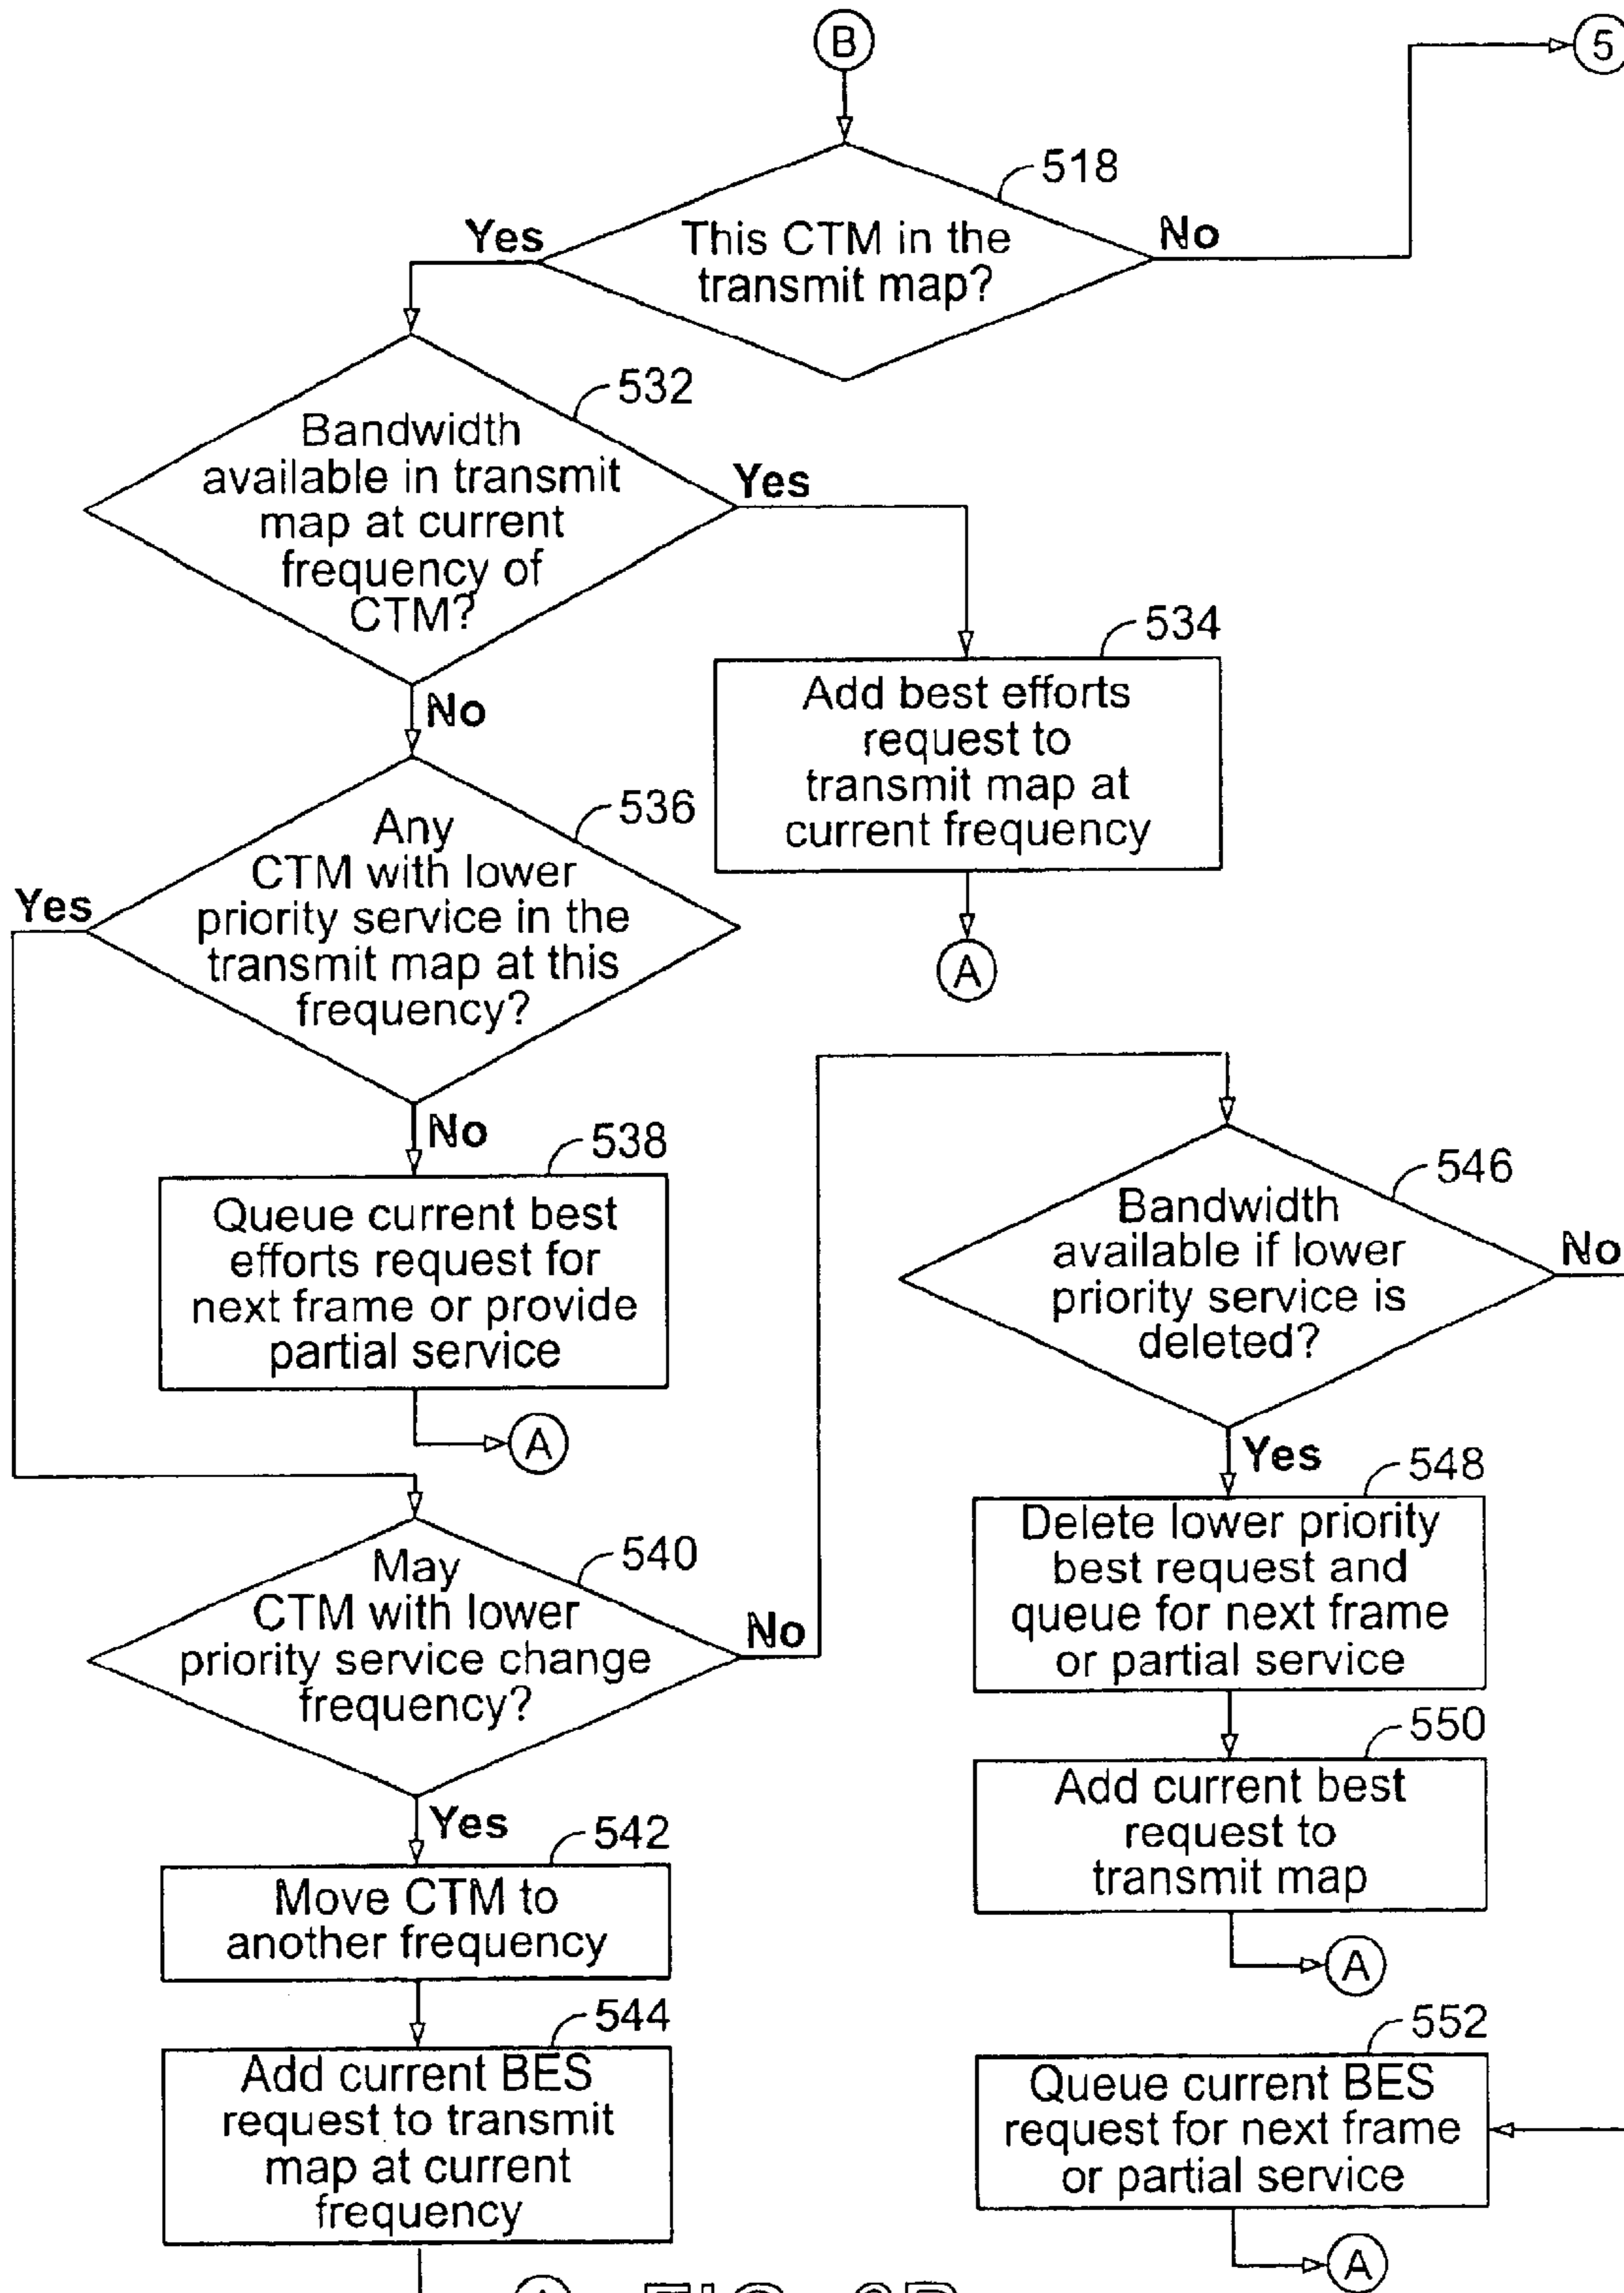 B
5
518
Yes
This CTM in the
transmit map?
No
532
Bandwidth
available in transmit
map at current
frequency of
CTM?
Yes
No
534
Add best efforts
request to
transmit map at
current frequency
A
536
Any
CTM with lower
priority service in the
transmit map at this
frequency?
Yes
No
538
Queue current best
efforts request for
next frame or provide
partial service
A
546
Bandwidth
available if lower
priority service is
deleted?
No
Yes
540
May
CTM with lower
priority service change
frequency?
No
Yes
548
Delete lower priority
best request and
queue for next frame
or partial service
550
Add current best
request to
transmit map
A
542
Move CTM to
another frequency
544
Add current BES
request to transmit
map at current
frequency
552
Queue current BES
request for next frame
or partial service
A